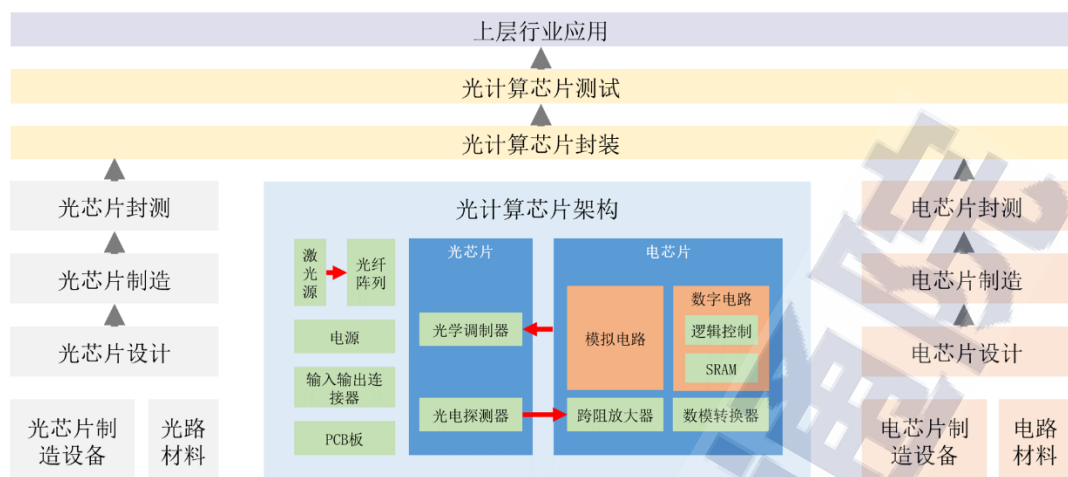 上层行业应用
光计算芯片测试
光计算芯片封装
光芯片封测
光芯片制造
光芯片设计
光芯片制
造设备
光路
材料
光计算芯片架构
激
光
源
光纤
阵列
电源
输入输出连
接器
PCB板
光芯片
光学调制器
光电探测器
电芯片
模拟电路
数字电路
逻辑控制
SRAM
跨阻放大器
数模转换器
电芯片封测
电芯片制造
电芯片设计
电芯片制
造设备
电路
材料